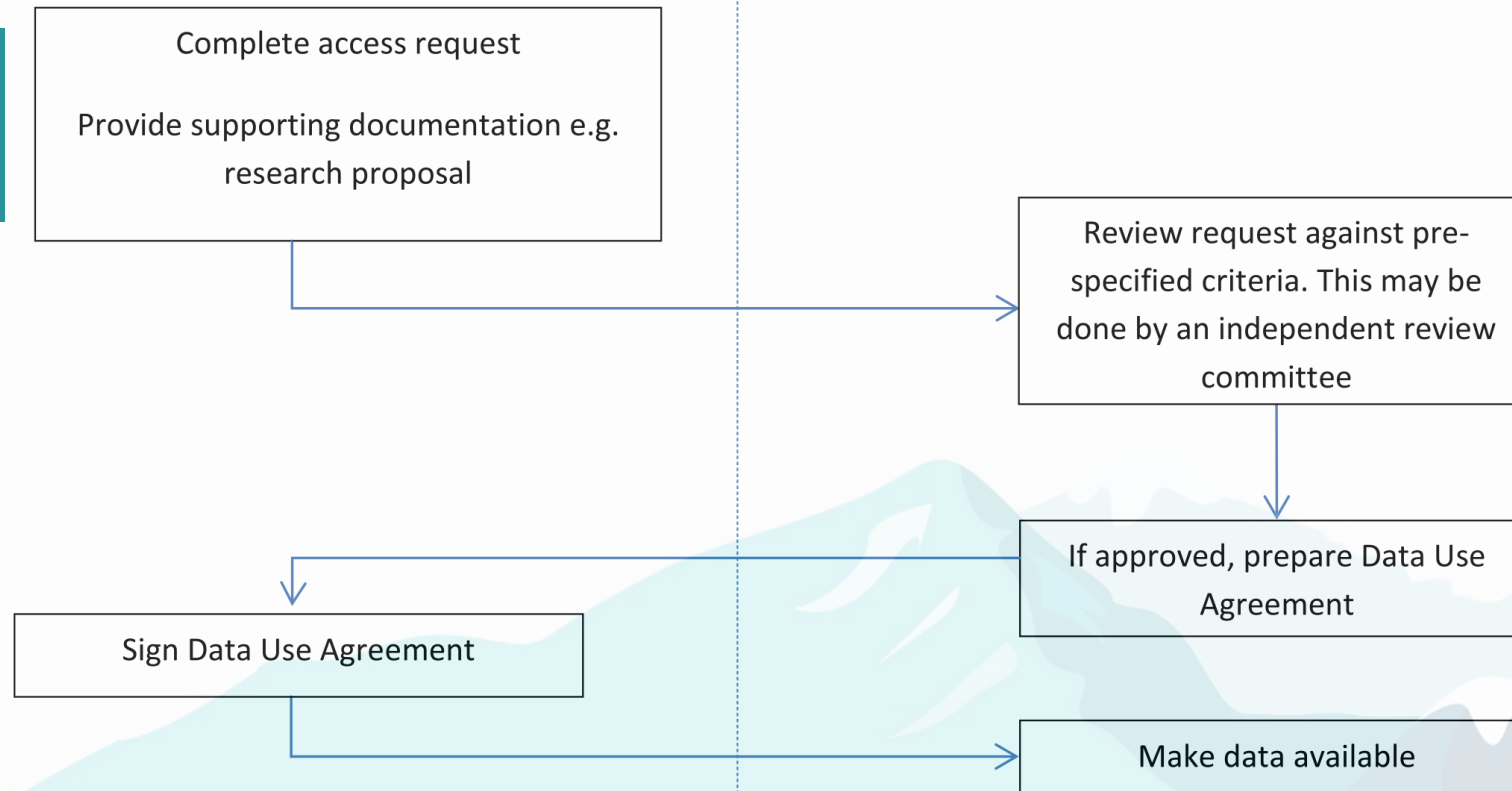 Complete access request
Provide supporting documentation e.g.
research proposal
Review request against pre-
specified criteria. This may be
done by an independent review
committee
If approved, prepare Data Use
Agreement
Sign Data Use Agreement
Make data available